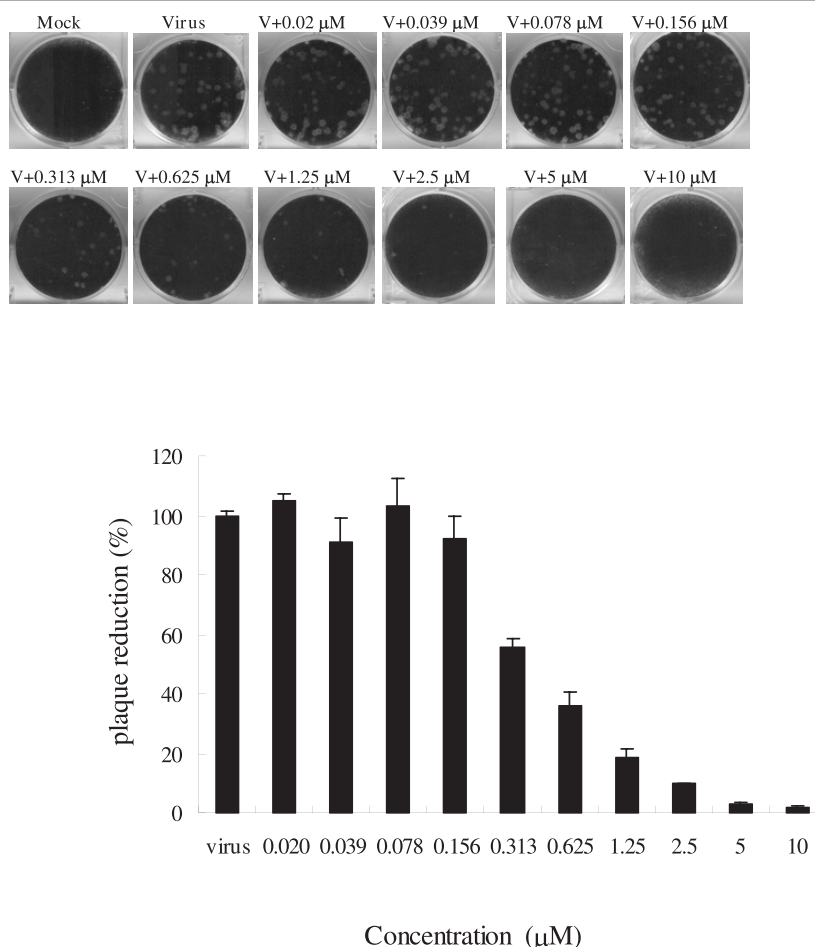 Mock Virus V+0.02 μM V+0.039 μM V+0.078 μM V+0.156 μM
V+0.313 μM V+0.625 μM V+1.25 μM V+2.5 μM V+5 μM V+10 μM
120
100
80
60
40
20
0
plaque reduction (%)
virus 0.020 0.039 0.078 0.156 0.313 0.625 1.25 2.5 5 10
Concentration (μM)